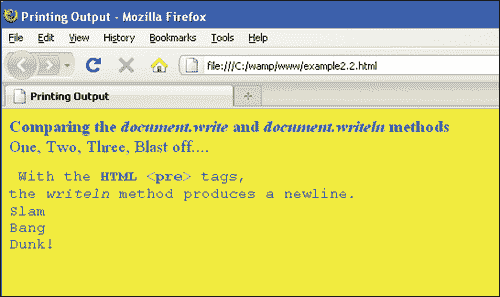 Printing Output - Mozilla Firefox
File Edit View History Bookmarks Tools Help
file:///C:/wamp/www/example2.2.html
Printing Output
Comparing the document.write and document.writeln methods
One, Two, Three, Blast off....
With the HTML <pre> tags,
the writeln method produces a newline.
Slam
Bang
Dunk!